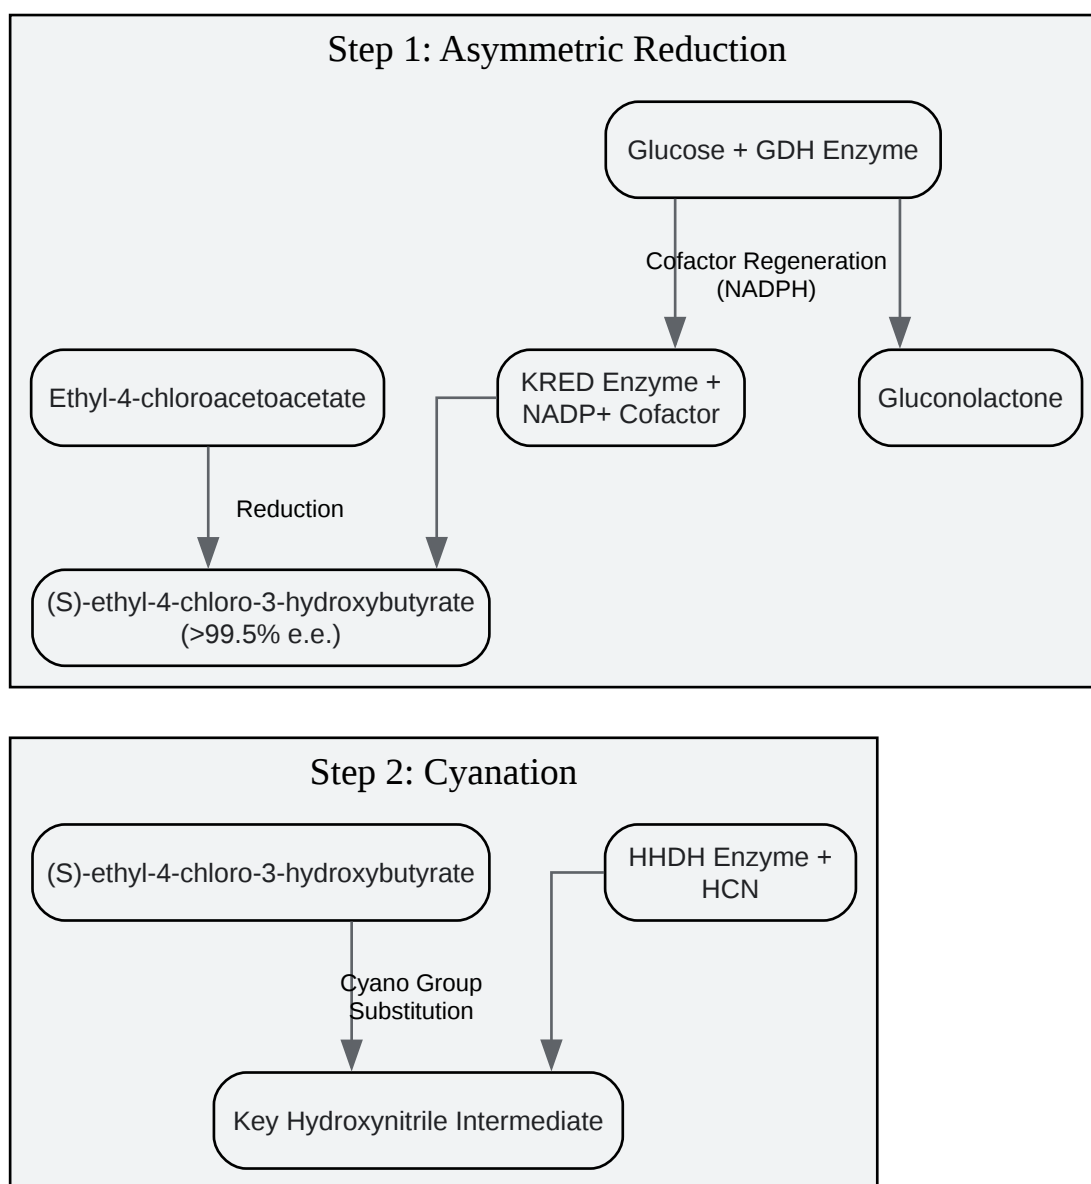 Step 1: Asymmetric Reduction
Glucose + GDH Enzyme
Cofactor Regeneration
(NADPH)
Ethyl-4-chloroacetoacetate
KRED Enzyme +
NADP+ Cofactor
Gluconolactone
Reduction
(S)-ethyl-4-chloro-3-hydroxybutyrate
(>99.5% e.e.)
Step 2: Cyanation
(S)-ethyl-4-chloro-3-hydroxybutyrate
HHDH Enzyme +
HCN
Cyano Group
Substitution
Key Hydroxynitrile Intermediate